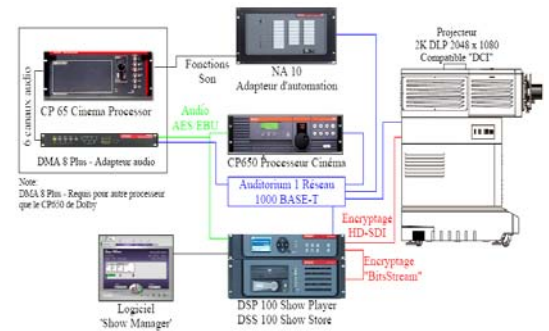 6 canaux audio
CP 65 Cinema Processor
DMA 8 Plus - Adapteur audio
Note:
DMA 8 Plus - Requis pour autre processeur
que le CP650 de Dolby
Fonctions
Son
NA 10
Adapteur d'automation
Projecteur
2K DLP 2048 x 1080
Compatible "DCI"
Audio
AES EBU
CP650 Processeur Cinéma
Auditorium 1 Réseau
1000 BASE-T
Encryptage
HD-SDI
Encryptage
"BitsStream"
Logiciel
'Show Manager'
DSP 100 Show Player
DSS 100 Show Store